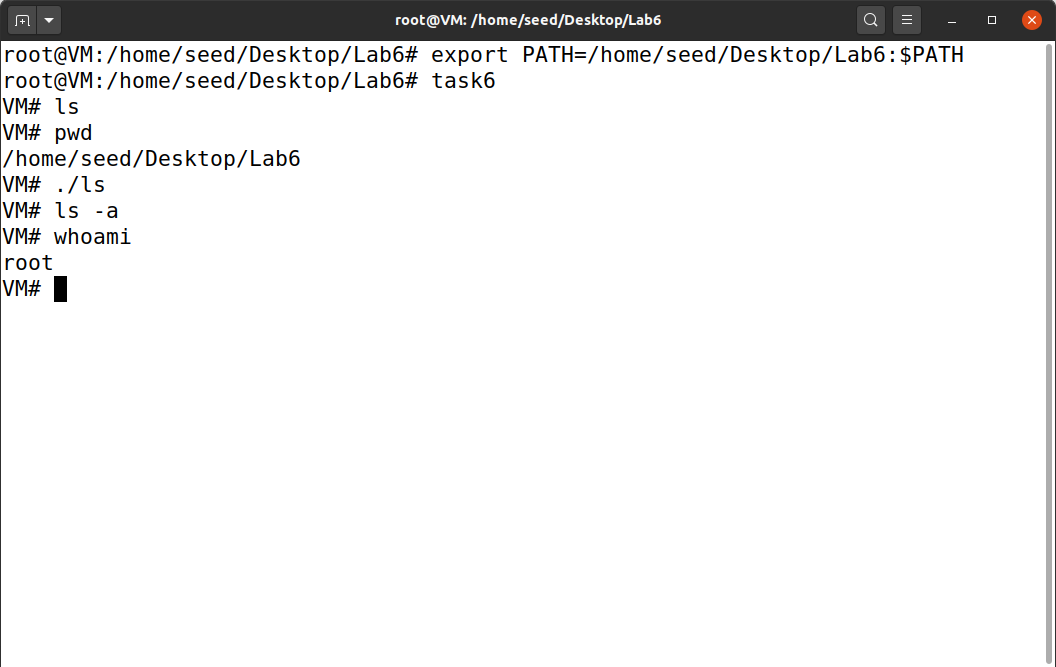 root@VM: /home/seed/Desktop/Lab6
root@VM:/home/seed/Desktop/Lab6# export PATH=/home/seed/Desktop/Lab6:$PATH
root@VM:/home/seed/Desktop/Lab6# task6
VM# ls
VM# pwd
/home/seed/Desktop/Lab6
VM# ./ls
VM# ls -a
VM# whoami
root
VM#